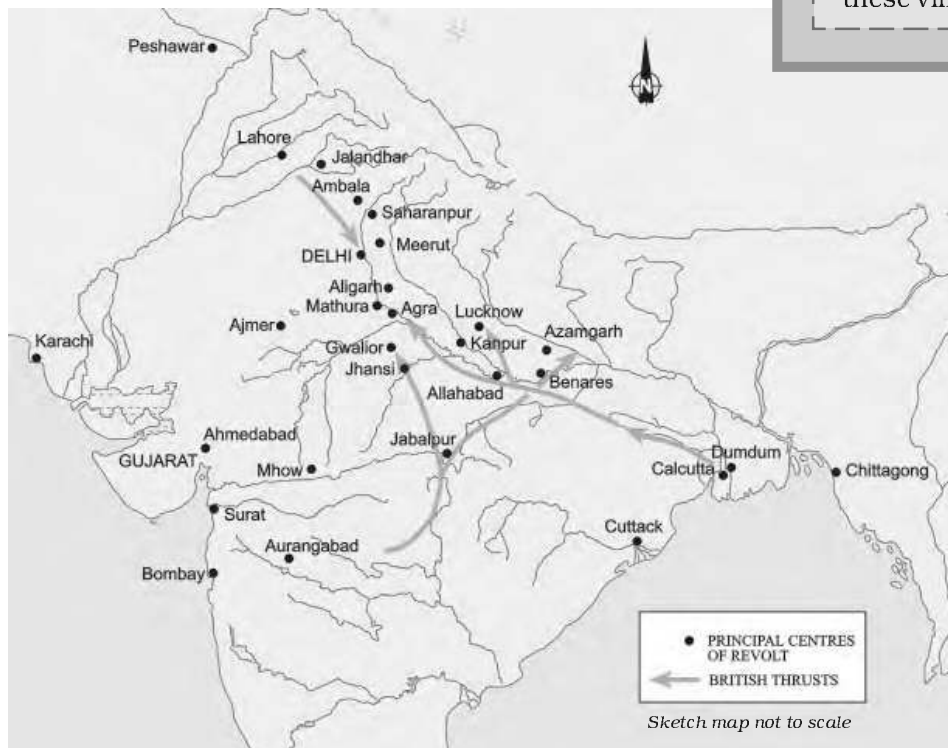 these vil
Peshawar
N
Lahore
Jalandhar
Ambala
Saharanpur
Meerut
DELHI
Aligarh
Mathura
Agra
Lucknow
Ajmer
Azamgarh
Karachi
Gwalior
Kanpur
Jhansi
Allahabad
Benares
Ahmedabad
Jabalpur
GUJARAT
Mhow
Dumdum
Calcutta
Chittagong
Surat
Cuttack
Aurangabad
Bombay
PRINCIPAL CENTRES
OF REVOLT
BRITISH THRUSTS
Sketch map not to scale